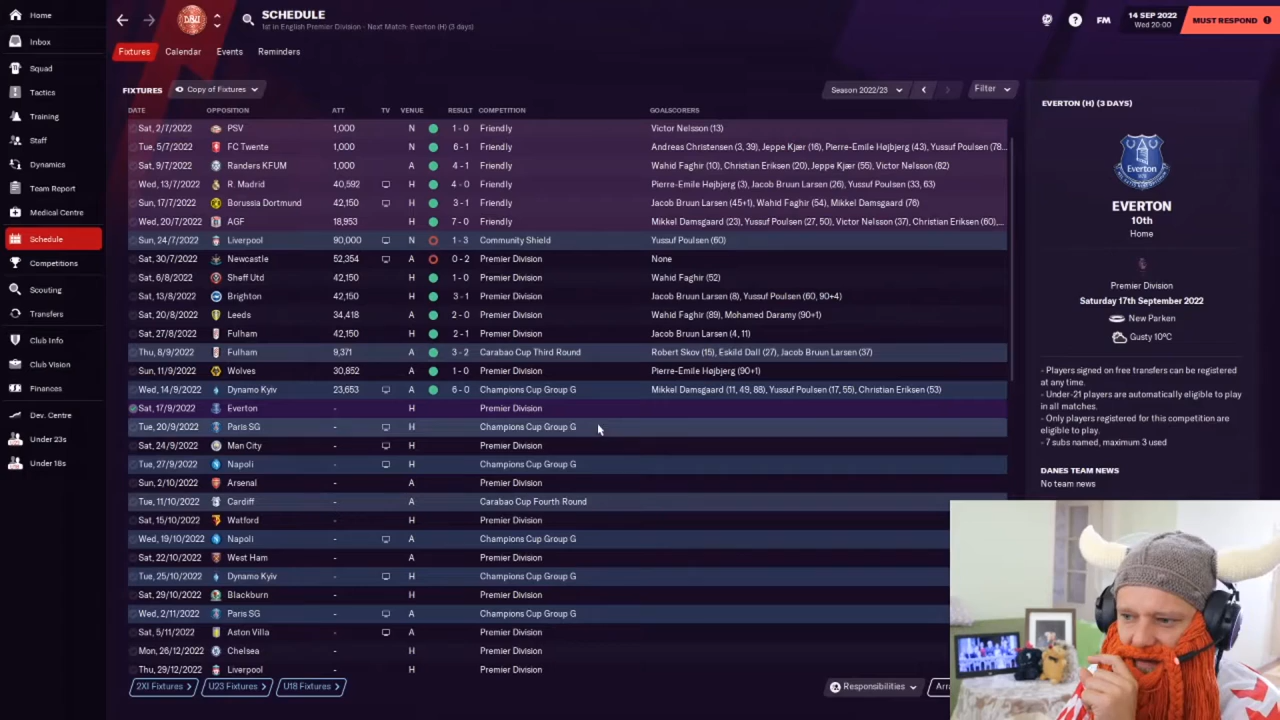 Home
Inbox
Squad
Tactics
Training
Staff
Dynamics
Team Report
Medical Centre
Schedule
Competitions
Scouting
Transfers
Club Info
Club Vision
Finances
Dev. Centre
Under 23s
Under 18s
DBU
SCHEDULE
1st in English Premier Division - Next Match: Everton (H) (3 days)
FM
14 SEP 2022
Wed 20:00
MUST RESPOND
Fixtures Calendar Events Reminders
FIXTURES Copy of Fixtures Season 2022/23 Filter
DATE OPPOSITION ATT TV VENUE RESULT COMPETITION GOALSCORERS
Sat, 2/7/2022 PSV 1,000 N 1 - 0 Friendly Victor Nelsson (13)
Tue, 5/7/2022 FC Twente 1,000 N 6 - 1 Friendly Andreas Christensen (3, 39), Jeppe Kjær (16), Pierre-Emile Højbjerg (43), Yussuf Poulsen (78...
Sat, 9/7/2022 Randers KFUM 1,000 A 4 - 1 Friendly Wahid Faghir (10), Christian Eriksen (20), Jeppe Kjær (55), Victor Nelsson (82)
Wed, 13/7/2022 R. Madrid 40,592 H 4 - 0 Friendly Pierre-Emile Højbjerg (3), Jacob Bruun Larsen (26), Yussuf Poulsen (33, 63)
Sun, 17/7/2022 Borussia Dortmund 42,150 H 3 - 1 Friendly Jacob Bruun Larsen (45+1), Wahid Faghir (54), Mikkel Damsgaard (76)
Wed, 20/7/2022 AGF 18,953 H 7 - 0 Friendly Mikkel Damsgaard (23), Yussuf Poulsen (27, 50), Victor Nelsson (37), Christian Eriksen (60),...
Sun, 24/7/2022 Liverpool 90,000 N 1 - 3 Community Shield Yussuf Poulsen (60)
Sat, 30/7/2022 Newcastle 52,354 A 0 - 2 Premier Division None
Sat, 6/8/2022 Sheff Utd 42,150 H 1 - 0 Premier Division Wahid Faghir (52)
Sat, 13/8/2022 Brighton 42,150 H 3 - 1 Premier Division Jacob Bruun Larsen (8), Yussuf Poulsen (60, 90+4)
Sat, 20/8/2022 Leeds 34,418 A 2 - 0 Premier Division Wahid Faghir (89), Mohamed Daramy (90+1)
Sat, 27/8/2022 Fulham 42,150 H 2 - 1 Premier Division Jacob Bruun Larsen (4, 11)
Thu, 8/9/2022 Fulham 9,371 A 3 - 2 Carabao Cup Third Round Robert Skov (15), Eskild Dall (27), Jacob Bruun Larsen (37)
Sun, 11/9/2022 Wolves 30,852 A 1 - 0 Premier Division Pierre-Emile Højbjerg (90+1)
Wed, 14/9/2022 Dynamo Kyiv 23,653 A 6 - 0 Champions Cup Group G Mikkel Damsgaard (11, 49, 88), Yussuf Poulsen (17, 55), Christian Eriksen (53)
Sat, 17/9/2022 Everton - H Premier Division
Tue, 20/9/2022 Paris SG - H Champions Cup Group G
Sat, 24/9/2022 Man City - H Premier Division
Tue, 27/9/2022 Napoli - H Champions Cup Group G
Sun, 2/10/2022 Arsenal - A Premier Division
Tue, 11/10/2022 Cardiff - A Carabao Cup Fourth Round
Sat, 15/10/2022 Watford - H Premier Division
Wed, 19/10/2022 Napoli - A Champions Cup Group G
Sat, 22/10/2022 West Ham - A Premier Division
Tue, 25/10/2022 Dynamo Kyiv - H Champions Cup Group G
Sat, 29/10/2022 Blackburn - H Premier Division
Wed, 2/11/2022 Paris SG - A Champions Cup Group G
Sat, 5/11/2022 Aston Villa - A Premier Division
Mon, 26/12/2022 Chelsea - H Premier Division
Thu, 29/12/2022 Liverpool - H Premier Division
2XI Fixtures U23 Fixtures U18 Fixtures Responsibilities Arra
EVERTON (H) (3 DAYS)
Everton
EVERTON
10th
Home
Premier Division
Saturday 17th September 2022
New Parken
Gusty 10ºC
- Players signed on free transfers can be registered
at any time.
- Under-21 players are automatically eligible to play
in all matches.
- Only players registered for this competition are
eligible to play.
- 7 subs named, maximum 3 used
DANES TEAM NEWS
No team news